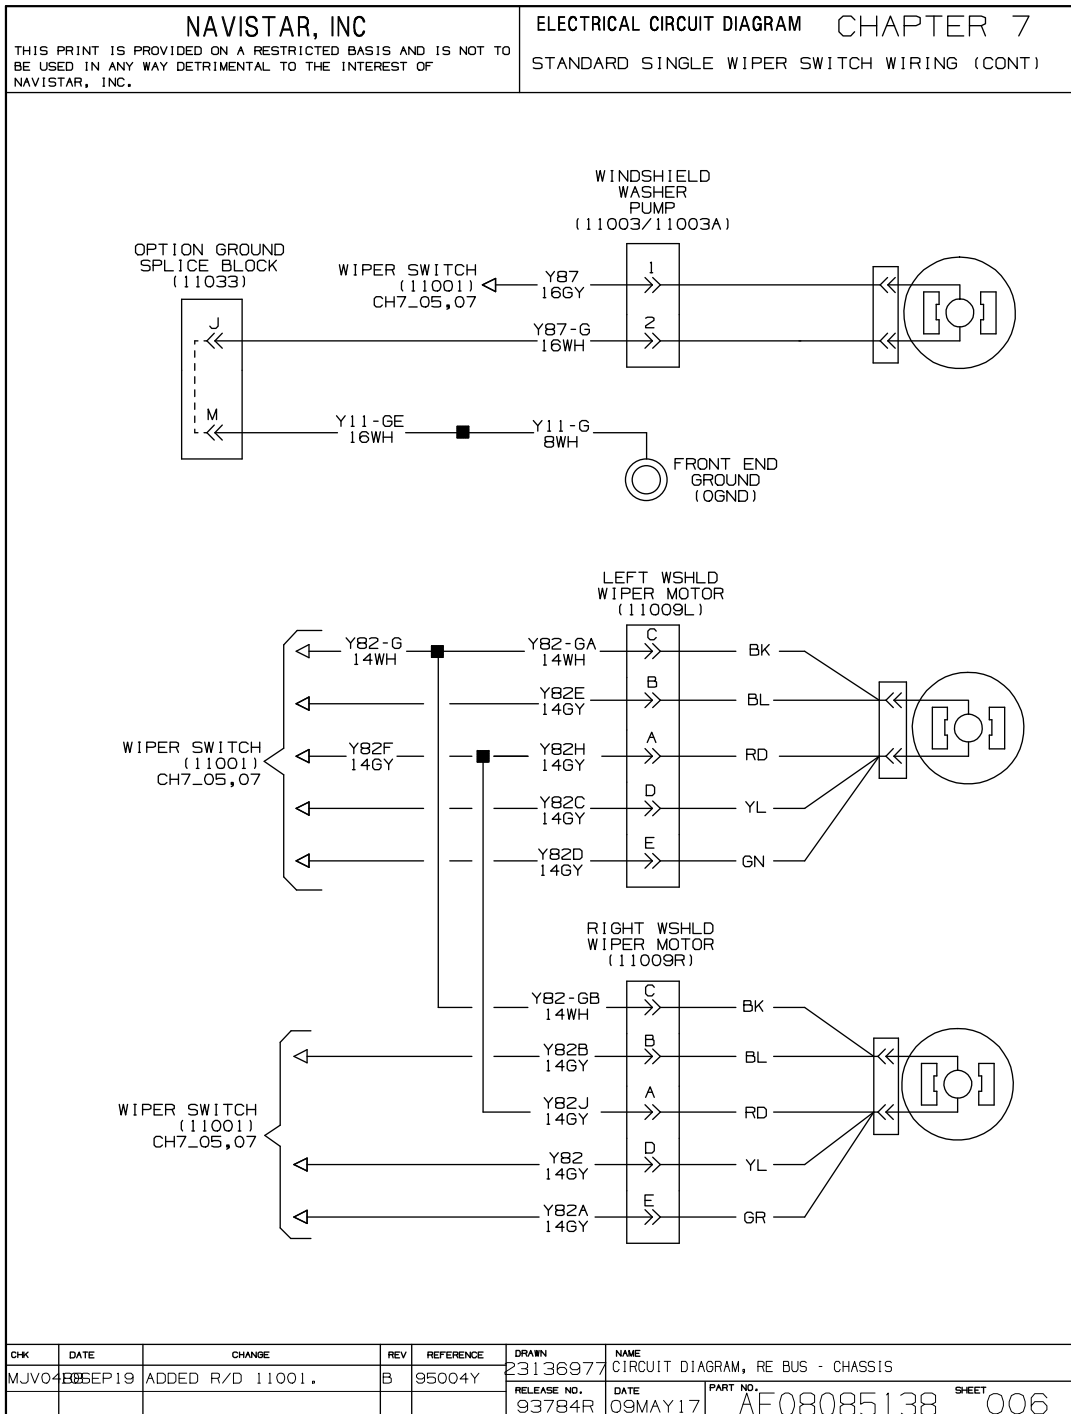 NAVISTAR, INC
THIS PRINT IS PROVIDED ON A RESTRICTED BASIS AND IS NOT TO
BE USED IN ANY WAY DETRIMENTAL TO THE INTEREST OF
NAVISTAR, INC.
ELECTRICAL CIRCUIT DIAGRAM CHAPTER 7
STANDARD SINGLE WIPER SWITCH WIRING (CONT)
WINDSHIELD
WASHER
PUMP
(11003/11003A)
OPTION GROUND
SPLICE BLOCK
(11033)
WIPER SWITCH
(11001)
CH7_05,07
Y87
16GY
1
J
Y87-G
16WH
2
M
Y11-GE
16WH
Y11-G
8WH
FRONT END
GROUND
(0GND)
LEFT WSHLD
WIPER MOTOR
(11009L)
Y82-G
14WH
Y82-GA
14WH
C
BK
Y82E
14GY
B
BL
WIPER SWITCH
(11001)
CH7_05,07
Y82F
14GY
Y82H
14GY
A
RD
Y82C
14GY
D
YL
Y82D
14GY
E
GN
RIGHT WSHLD
WIPER MOTOR
(11009R)
Y82-GB
14WH
C
BK
Y82B
14GY
B
BL
WIPER SWITCH
(11001)
CH7_05,07
Y82J
14GY
A
RD
Y82
14GY
D
YL
Y82A
14GY
E
GR
CHK DATE CHANGE REV REFERENCE
ADDED R/D 11001. B 95004Y
DRAWN
23136977
NAME
CIRCUIT DIAGRAM, RE BUS - CHASSIS
RELEASE NO.
93784R
DATE
09MAY17
PART NO.
AF08085138
SHEET
006